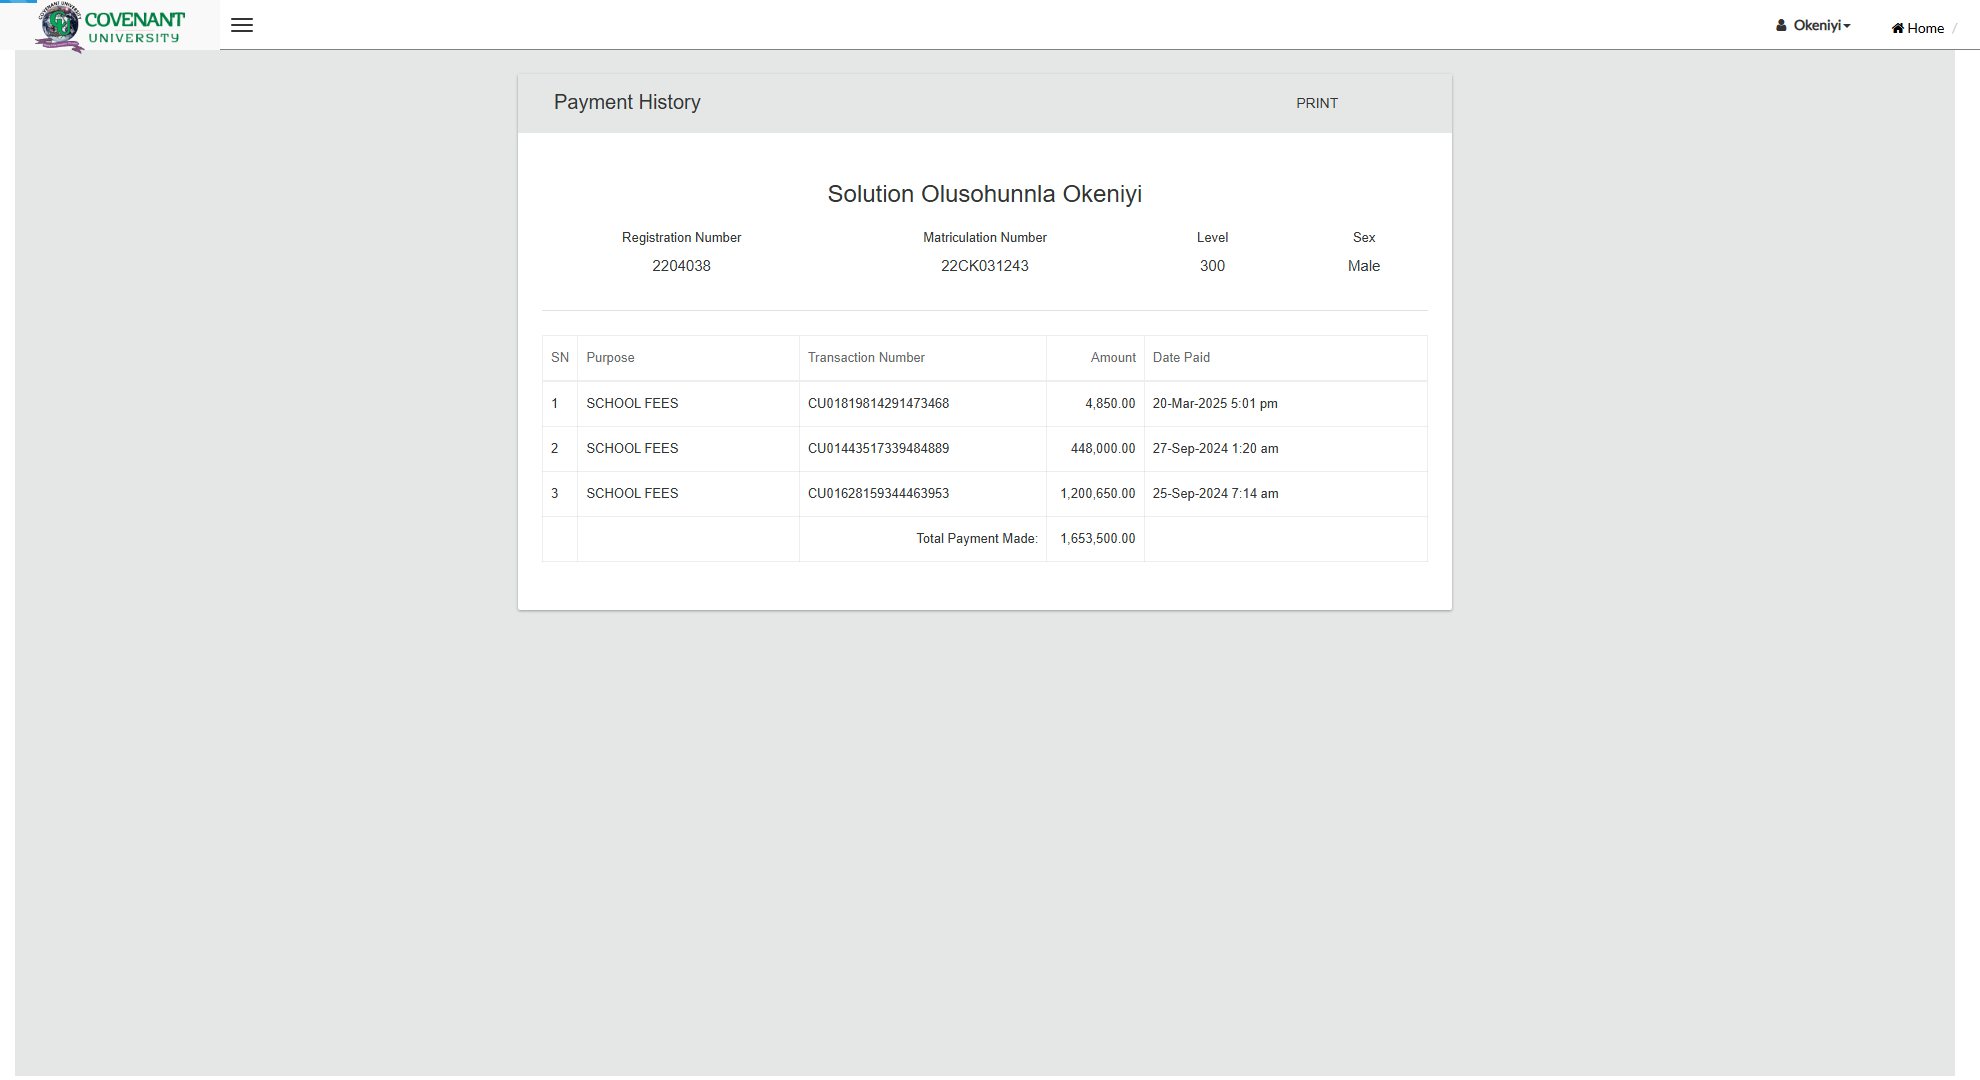 COVENANT
UNIVERSITY
Okeniyi
Home /
Payment History
PRINT
Solution Olusohunnla Okeniyi
Registration Number Matriculation Number Level Sex
2204038 22CK031243 300 Male
SN Purpose Transaction Number Amount Date Paid
1 SCHOOL FEES CU01819814291473468 4,850.00 20-Mar-2025 5:01 pm
2 SCHOOL FEES CU01443517339484889 448,000.00 27-Sep-2024 1:20 am
3 SCHOOL FEES CU01628159344463953 1,200,650.00 25-Sep-2024 7:14 am
Total Payment Made: 1,653,500.00